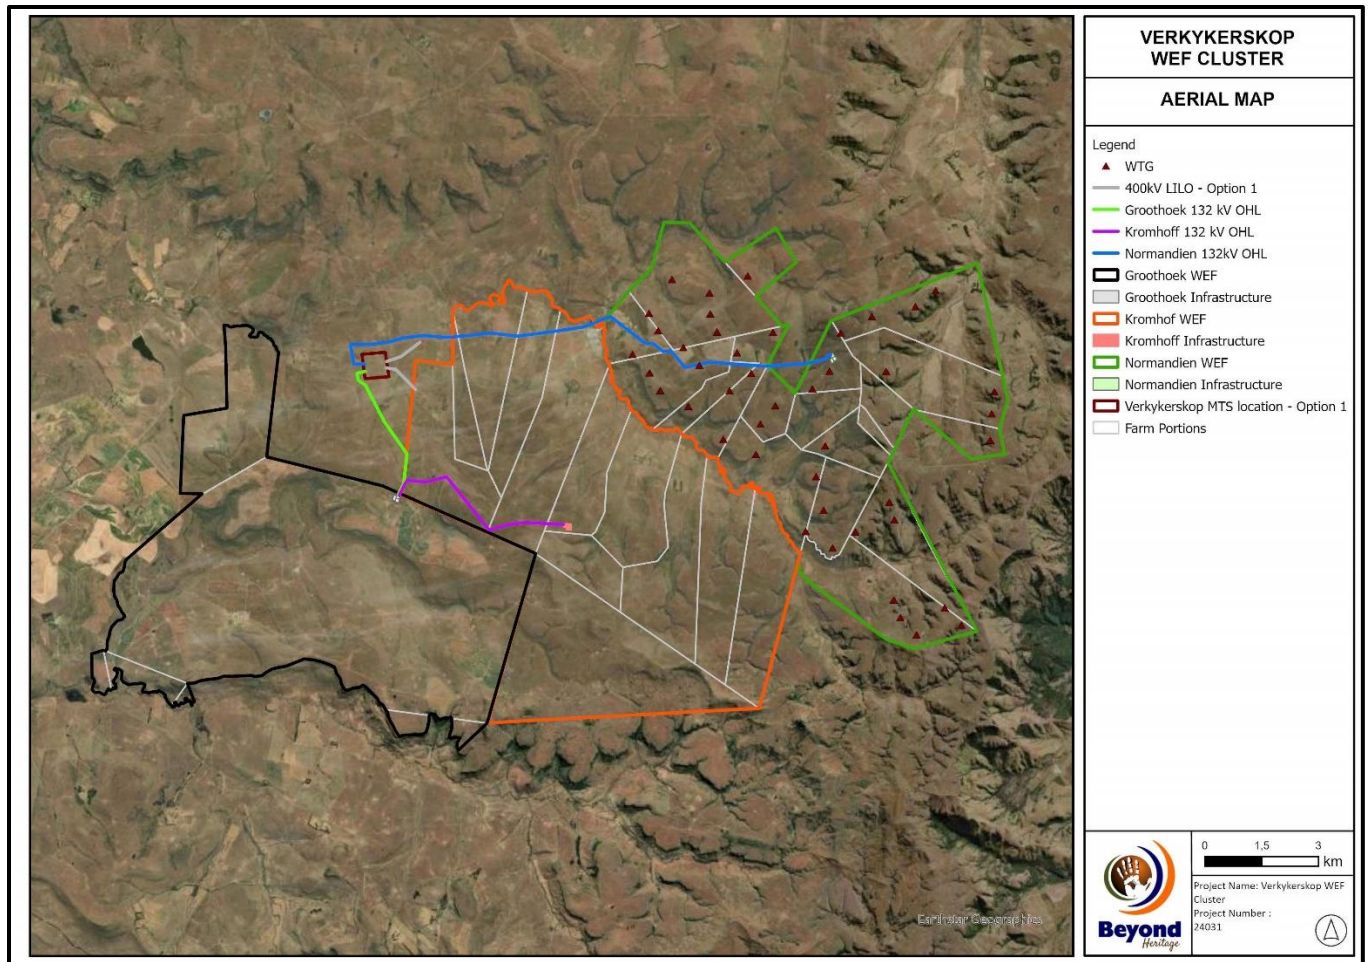 VERKYKERSKOP
WEF CLUSTER
AERIAL MAP
Legend
WTG
400kV LILO - Option 1
Groothoek 132 kV OHL
Kromhoff 132 kV OHL
Normandien 132kV OHL
Groothoek WEF
Groothoek Infrastructure
Kromhof WEF
Kromhoff Infrastructure
Normandien WEF
Normandien Infrastructure
Verkykerskop MTS location - Option 1
Farm Portions
Earthstar Geographics
Beyond
Heritage
0 1,5 3
km
Project Name: Verkykerskop WEF
Cluster
Project Number :
24031